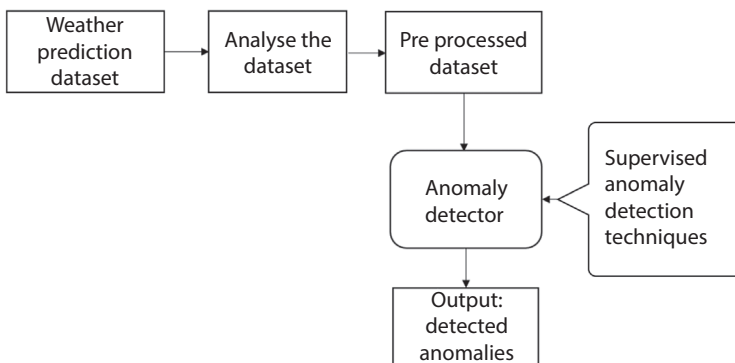 Weather
prediction
dataset
Analyse the
dataset
Pre processed
dataset
Anomaly
detector
Supervised
anomaly
detection
techniques
Output:
detected
anomalies